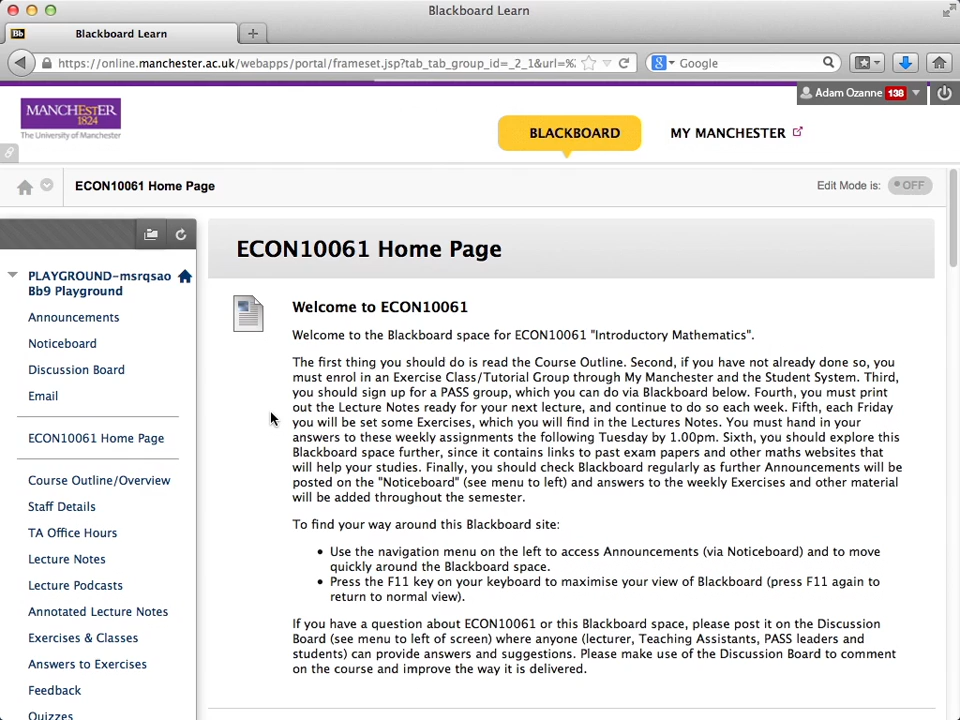 Blackboard Learn
Bb Blackboard Learn
https://online.manchester.ac.uk/webapps/portal/frameset.jsp?tab_tab_group_id=_2_1&url=%
Google
Adam Ozanne 138
MANCHESTER
1824
The University of Manchester
BLACKBOARD
MY MANCHESTER
ECON10061 Home Page
Edit Mode is: OFF
PLAYGROUND-msrqsao
Bb9 Playground
Announcements
Noticeboard
Discussion Board
Email
ECON10061 Home Page
Course Outline/Overview
Staff Details
TA Office Hours
Lecture Notes
Lecture Podcasts
Annotated Lecture Notes
Exercises & Classes
Answers to Exercises
Feedback
Quizzes
ECON10061 Home Page
Welcome to ECON10061
Welcome to the Blackboard space for ECON10061 "Introductory Mathematics".
The first thing you should do is read the Course Outline. Second, if you have not already done so, you
must enrol in an Exercise Class/Tutorial Group through My Manchester and the Student System. Third,
you should sign up for a PASS group, which you can do via Blackboard below. Fourth, you must print
out the Lecture Notes ready for your next lecture, and continue to do so each week. Fifth, each Friday
you will be set some Exercises, which you will find in the Lectures Notes. You must hand in your
answers to these weekly assignments the following Tuesday by 1.00pm. Sixth, you should explore this
Blackboard space further, since it contains links to past exam papers and other maths websites that
will help your studies. Finally, you should check Blackboard regularly as further Announcements will be
posted on the "Noticeboard" (see menu to left) and answers to the weekly Exercises and other material
will be added throughout the semester.
To find your way around this Blackboard site:
• Use the navigation menu on the left to access Announcements (via Noticeboard) and to move
quickly around the Blackboard space.
• Press the F11 key on your keyboard to maximise your view of Blackboard (press F11 again to
return to normal view).
If you have a question about ECON10061 or this Blackboard space, please post it on the Discussion
Board (see menu to left of screen) where anyone (lecturer, Teaching Assistants, PASS leaders and
students) can provide answers and suggestions. Please make use of the Discussion Board to comment
on the course and improve the way it is delivered.